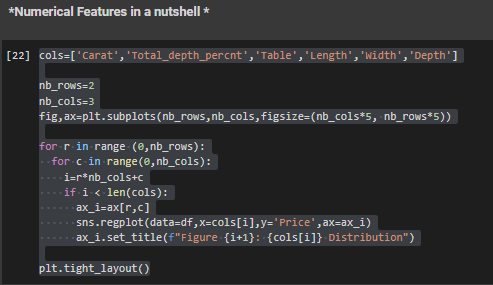 *Numerical Features in a nutshell *
[22] cols=['Carat','Total_depth_percnt','Table','Length','Width','Depth']
nb_rows=2
nb_cols=3
fig,ax=plt.subplots(nb_rows,nb_cols,figsize=(nb_cols*5, nb_rows*5))
for r in range (0,nb_rows):
  for c in range(0,nb_cols):
    i=r*nb_cols+c
    if i < len(cols):
      ax_i=ax[r,c]
      sns.regplot(data=df,x=cols[i],y='Price',ax=ax_i)
      ax_i.set_title(f"Figure {i+1}: {cols[i]} Distribution")
plt.tight_layout()